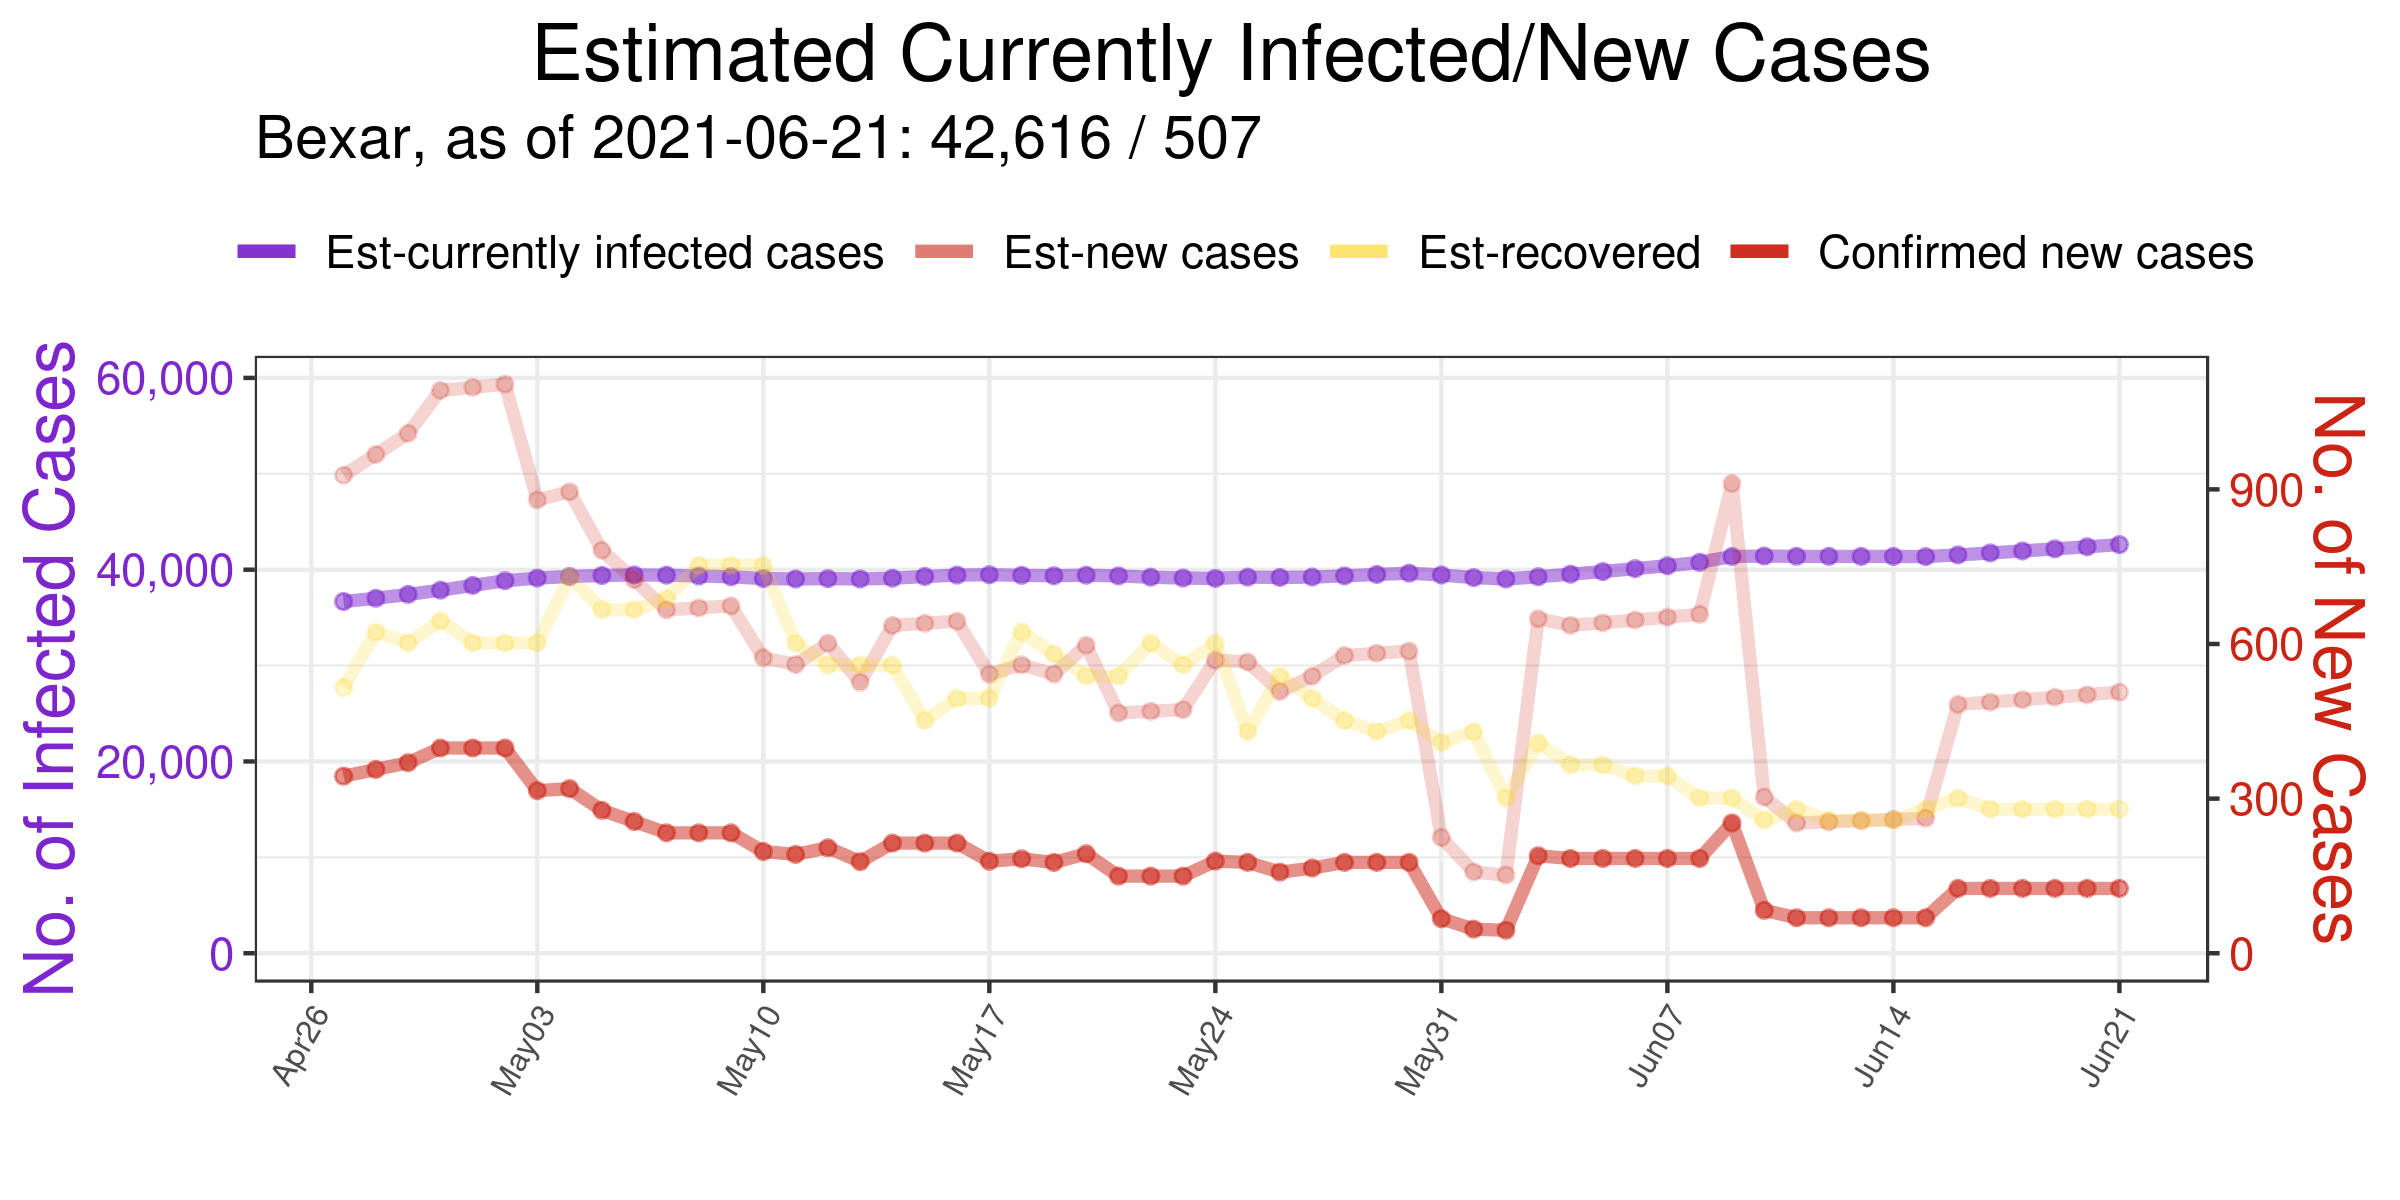 Estimated Currently Infected/New Cases
Bexar, as of 2021-06-21: 42,616 / 507
Est-currently infected cases Est-new cases Est-recovered Confirmed new cases
No. of Infected Cases
60,000
40,000
20,000
0
No. of New Cases
900
600
300
0
Apr26 May03 May10 May17 May24 May31 Jun07 Jun14 Jun21